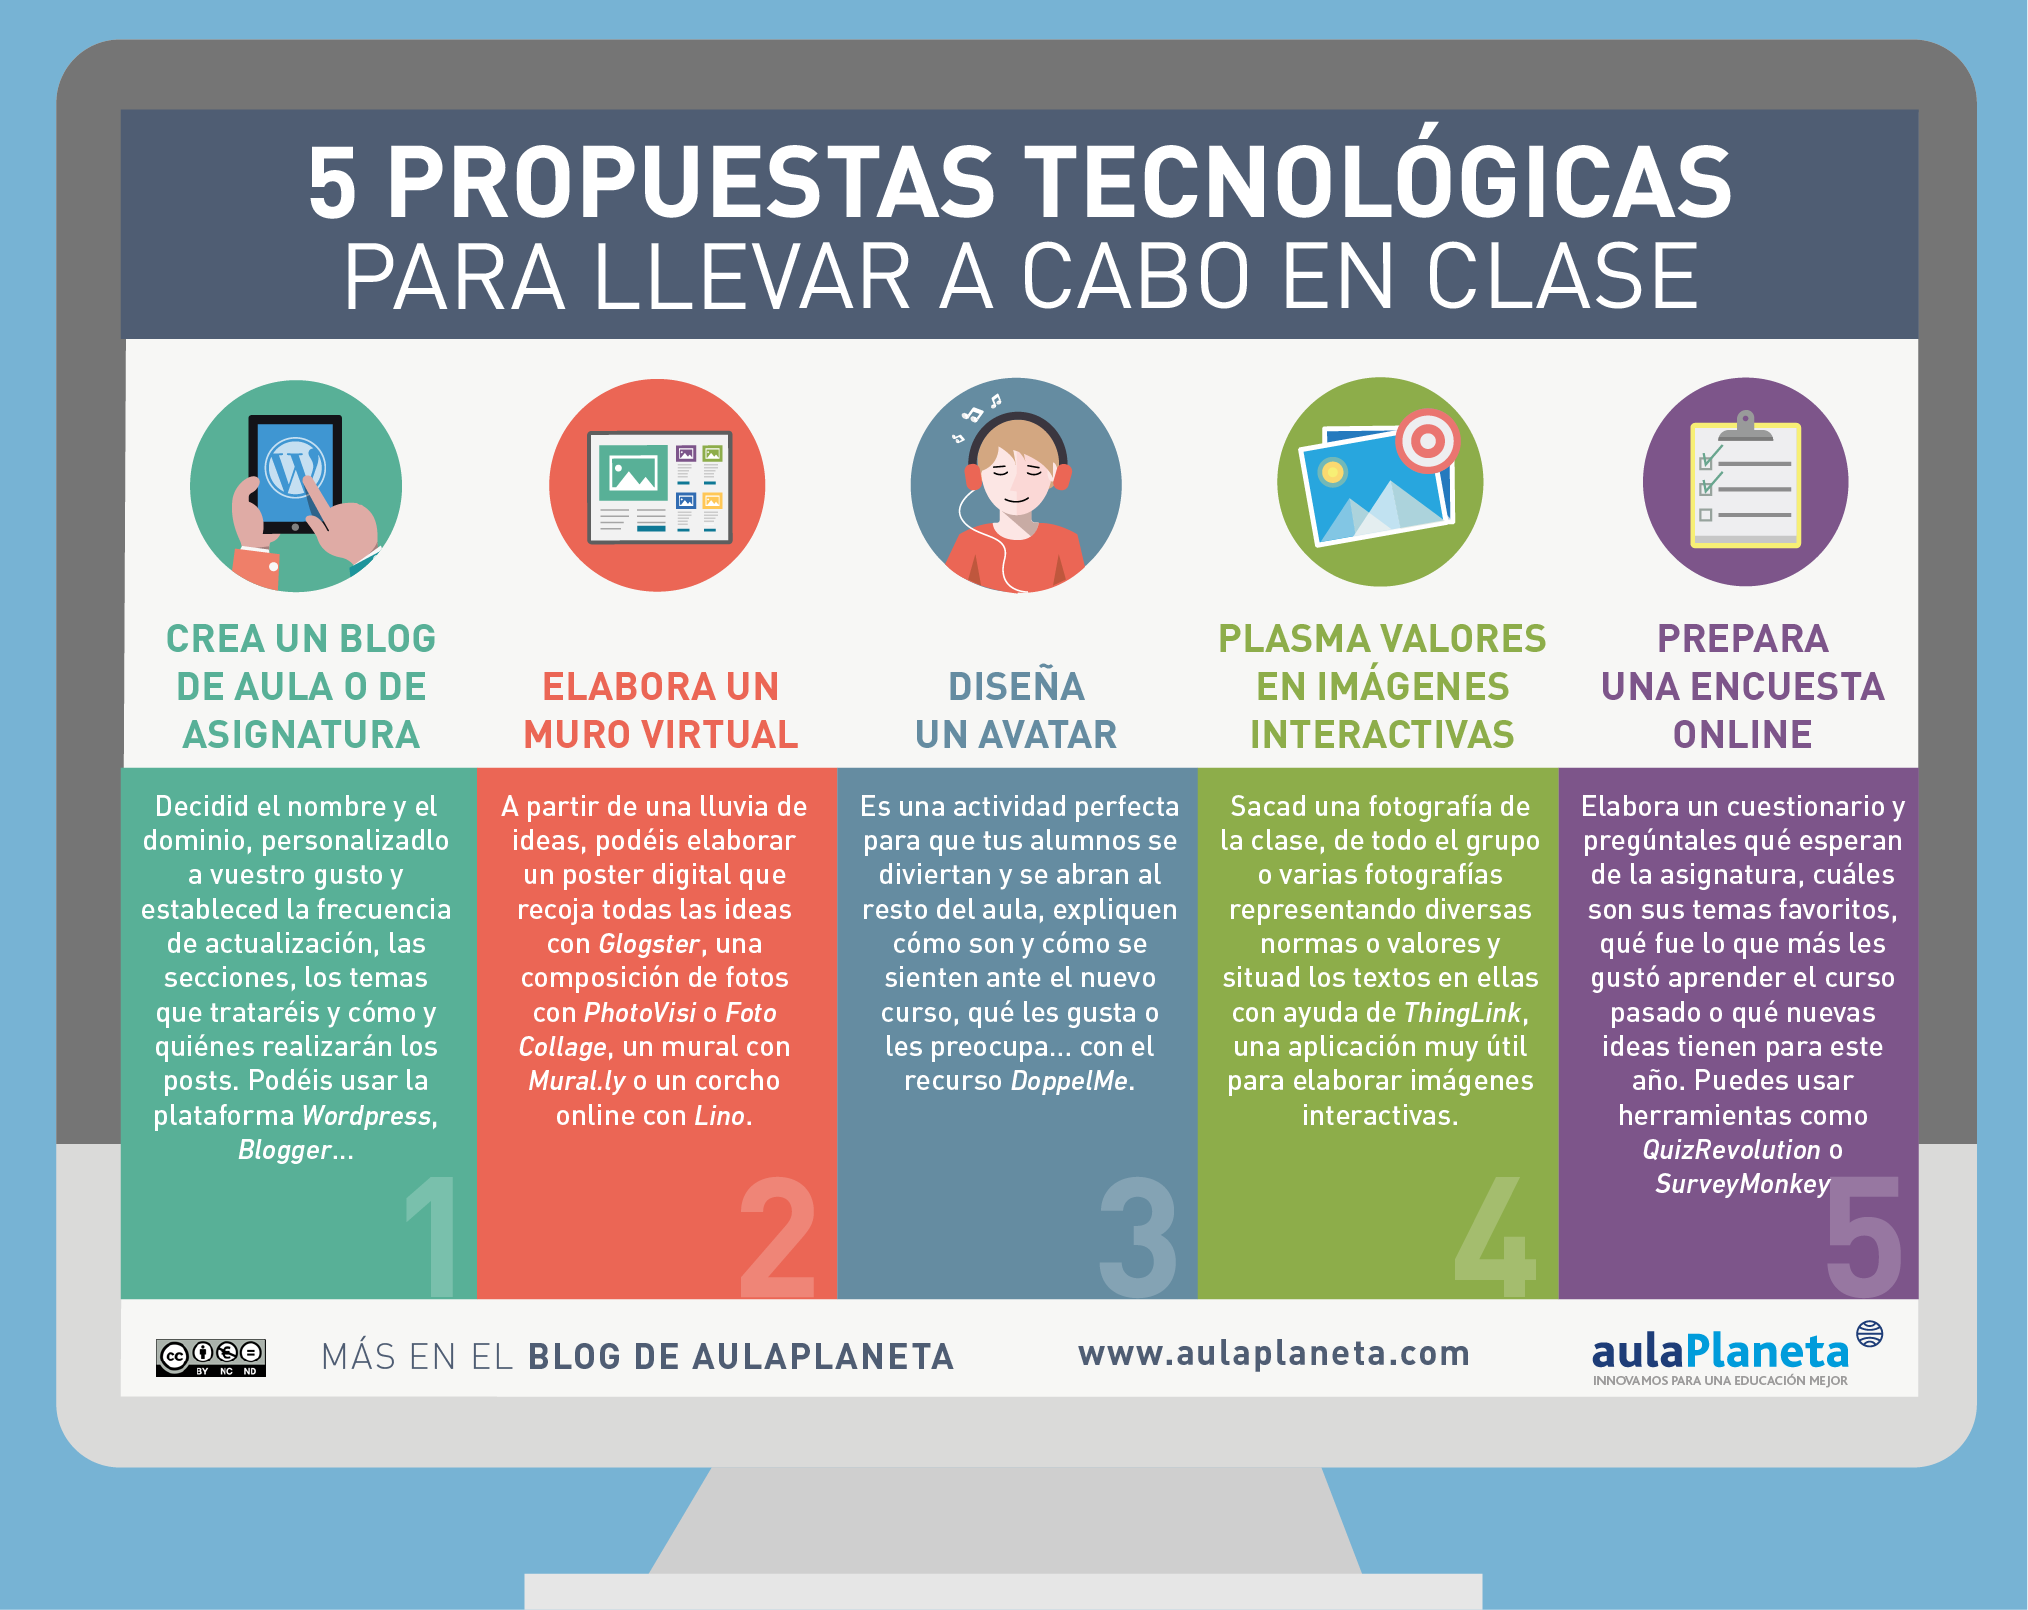 5 PROPUESTAS TECNOLÓGICAS
PARA LLEVAR A CABO EN CLASE
CREA UN BLOG
DE AULA O DE
ASIGNATURA
Decidid el nombre y el
dominio, personalizadlo
a vuestro gusto y
estableced la frecuencia
de actualización, las
secciones, los temas
que trataréis y cómo y
quiénes realizarán los
posts. Podéis usar la
plataforma Wordpress,
Blogger...
1
ELABORA UN
MURO VIRTUAL
A partir de una lluvia de
ideas, podéis elaborar
un poster digital que
recoja todas las ideas
con Glogster, una
composición de fotos
con PhotoVisi o Foto
Collage, un mural con
Mural.ly o un corcho
online con Lino.
2
DISEÑA
UN AVATAR
Es una actividad perfecta
para que tus alumnos se
diviertan y se abran al
resto del aula, expliquen
cómo son y cómo se
sienten ante el nuevo
curso, qué les gusta o
les preocupa... con el
recurso DoppelMe.
3
PLASMA VALORES
EN IMÁGENES
INTERACTIVAS
Sacad una fotografía de
la clase, de todo el grupo
o varias fotografías
representando diversas
normas o valores y
situad los textos en ellas
con ayuda de ThingLink,
una aplicación muy útil
para elaborar imágenes
interactivas.
4
PREPARA
UNA ENCUESTA
ONLINE
Elabora un cuestionario y
pregúntales qué esperan
de la asignatura, cuáles
son sus temas favoritos,
qué fue lo que más les
gustó aprender el curso
pasado o qué nuevas
ideas tienen para este
año. Puedes usar
herramientas como
QuizRevolution o
SurveyMonkey
5
cc BY NC ND
MÁS EN EL BLOG DE AULAPLANETA
www.aulaplaneta.com
aulaPlaneta
INNOVAMOS PARA UNA EDUCACIÓN MEJOR